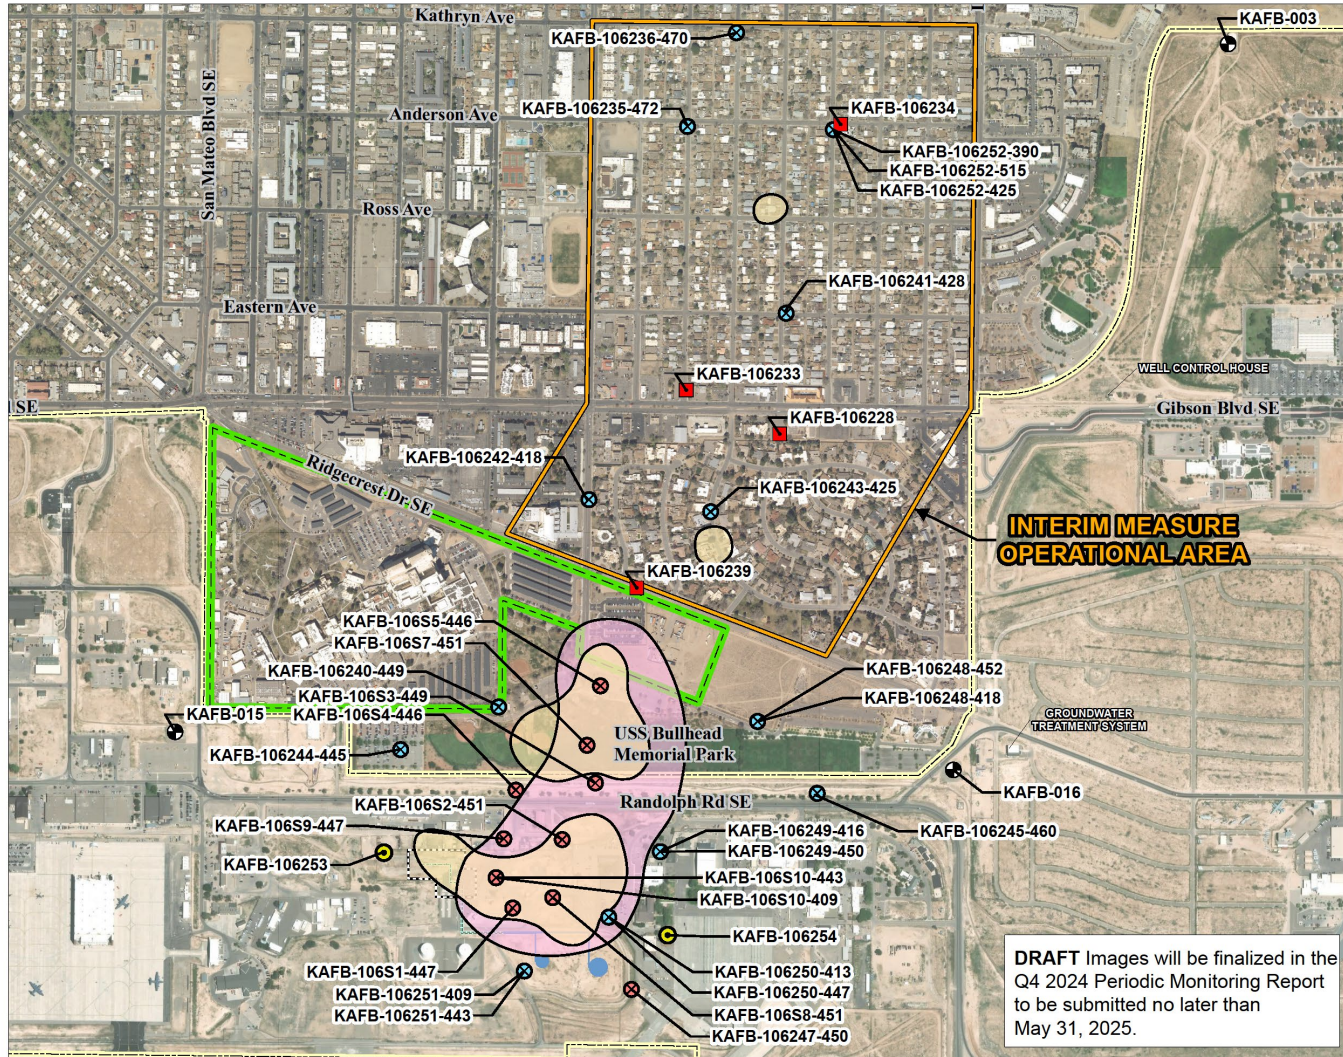 Kathryn Ave
KAFB-003
KAFB-106236-470
San Mateo Blvd SE
Anderson Ave
KAFB-106235-472
KAFB-106234
KAFB-106252-390
KAFB-106252-515
KAFB-106252-425
Ross Ave
Eastern Ave
KAFB-106241-428
KAFB-106233
WELL CONTROL HOUSE
l SE
Gibson Blvd SE
KAFB-106228
Ridgecrest Dr SE
KAFB-106242-418
KAFB-106243-425
INTERIM MEASURE
OPERATIONAL AREA
KAFB-106239
KAFB-106S5-446
KAFB-106S7-451
KAFB-106240-449
KAFB-106S3-449
KAFB-015
KAFB-106S4-446
KAFB-106244-445
KAFB-106248-452
KAFB-106248-418
GROUNDWATER
TREATMENT SYSTEM
USS Bullhead
Memorial Park
KAFB-016
Randolph Rd SE
KAFB-106S2-451
KAFB-106S9-447
KAFB-106253
KAFB-106249-416
KAFB-106245-460
KAFB-106249-450
KAFB-106S10-443
KAFB-106S10-409
KAFB-106254
KAFB-106S1-447
KAFB-106251-409
KAFB-106251-443
KAFB-106250-413
KAFB-106250-447
KAFB-106S8-451
KAFB-106247-450
DRAFT Images will be finalized in the
Q4 2024 Periodic Monitoring Report
to be submitted no later than
May 31, 2025.